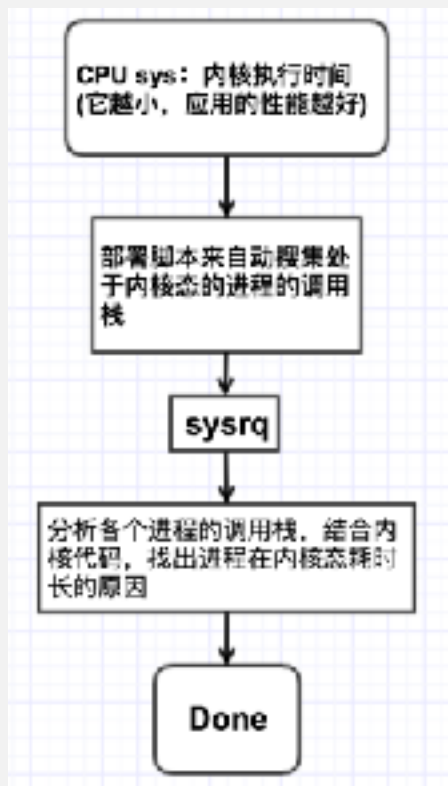 CPU sys：内核执行时间
(它越小，应用的性能越好)
部署脚本来自动搜集处
于内核态的进程的调用
栈
sysrq
分析各个进程的调用栈，结合内
核代码，找出进程在内核态耗时
长的原因
Done